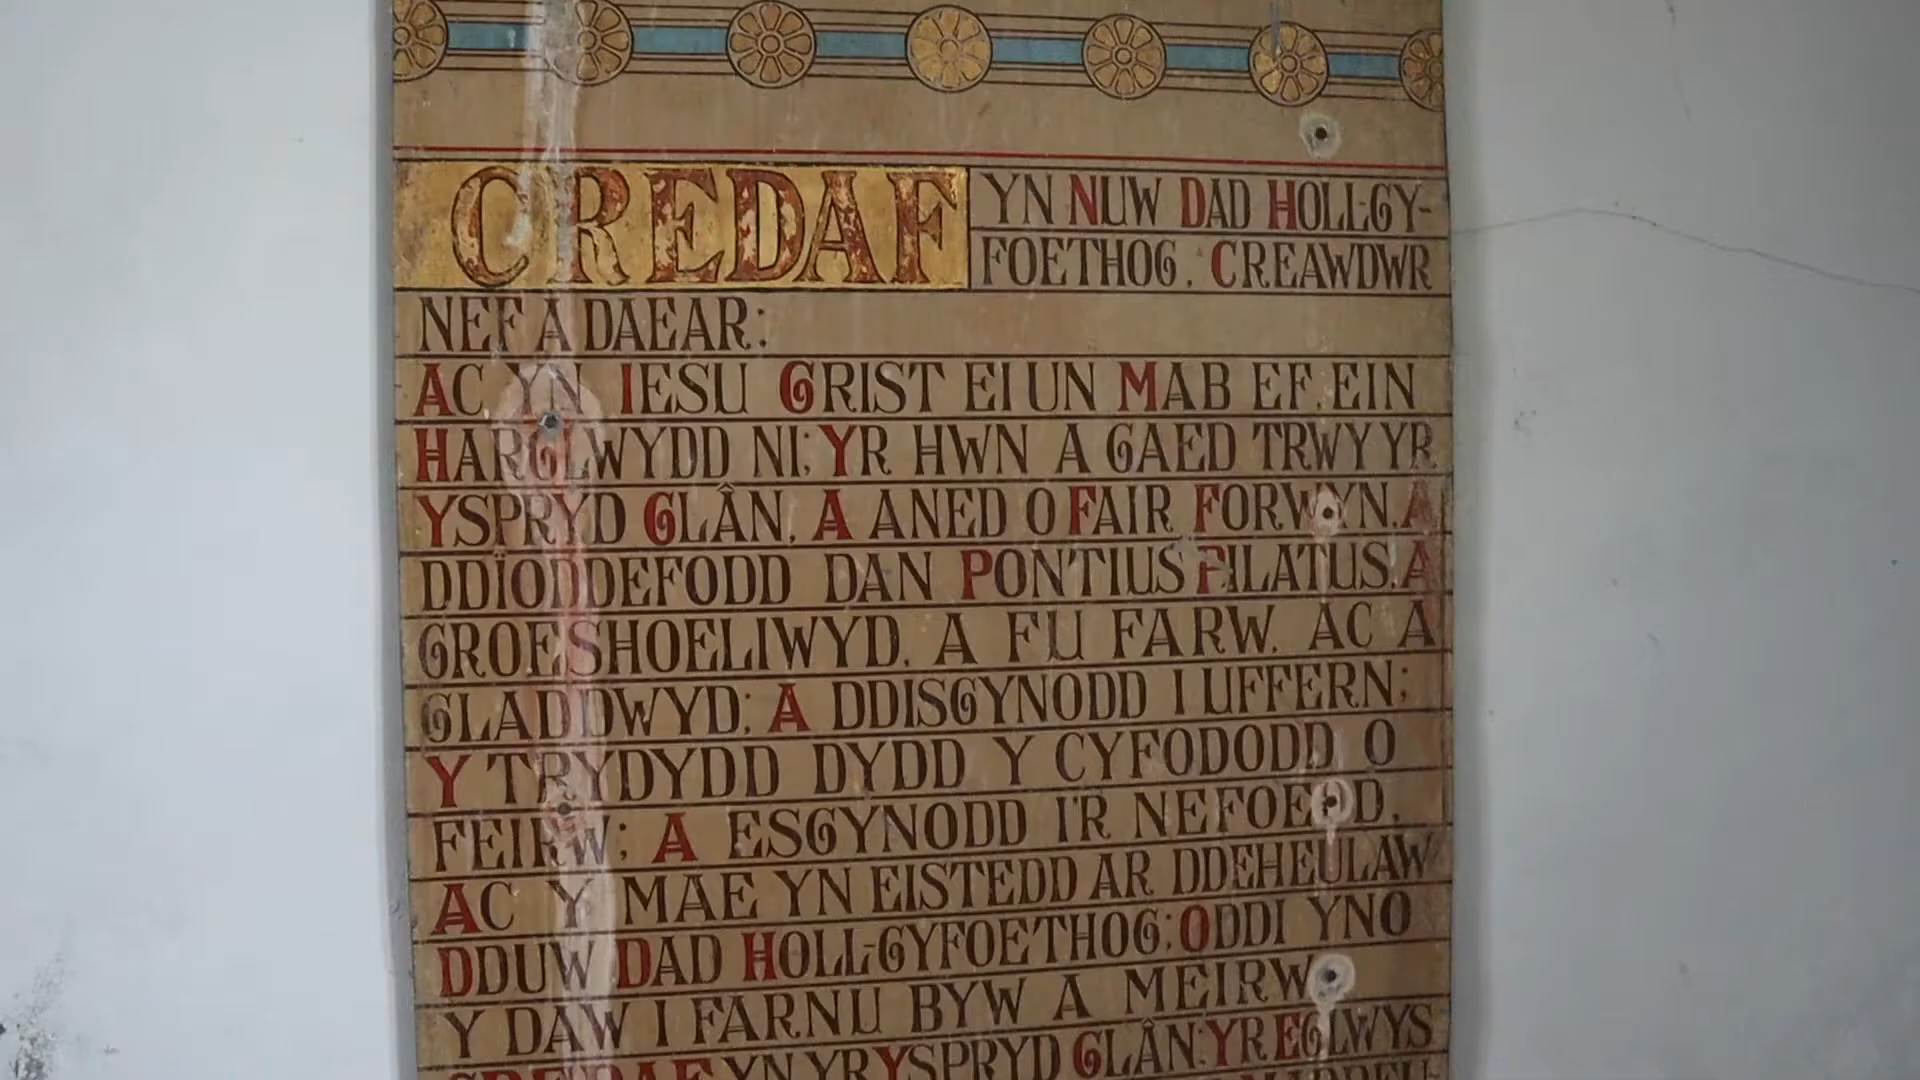 CREDAF YN NUW DAD HOLL-GY-
FOETHOG, CREAWDWR
NEF A DAEAR:
AC YN IESU GRIST EI UN MAB EF, EIN
HARGLWYDD NI; YR HWN A GAED TRWY YR
YSPRYD GLÂN, A ANED O FAIR FORWYN, A
DDÏODDEFODD DAN PONTIUS PILATUS, A
GROESHOELIWYD, A FU FARW, AC A
GLADDWYD; A DDISGYNODD I UFFERN;
Y TRYDYDD DYDD Y CYFODODD O
FEIRW; A ESGYNODD I'R NEFOEDD,
AC Y MAE YN EISTEDD AR DDEHEULAW
DDUW DAD HOLL-GYFOETHOG; ODDI YNO
Y DAW I FARNU BYW A MEIRW
CREDAF YN YR YSPRYD GLÂN: YR EGLWYS